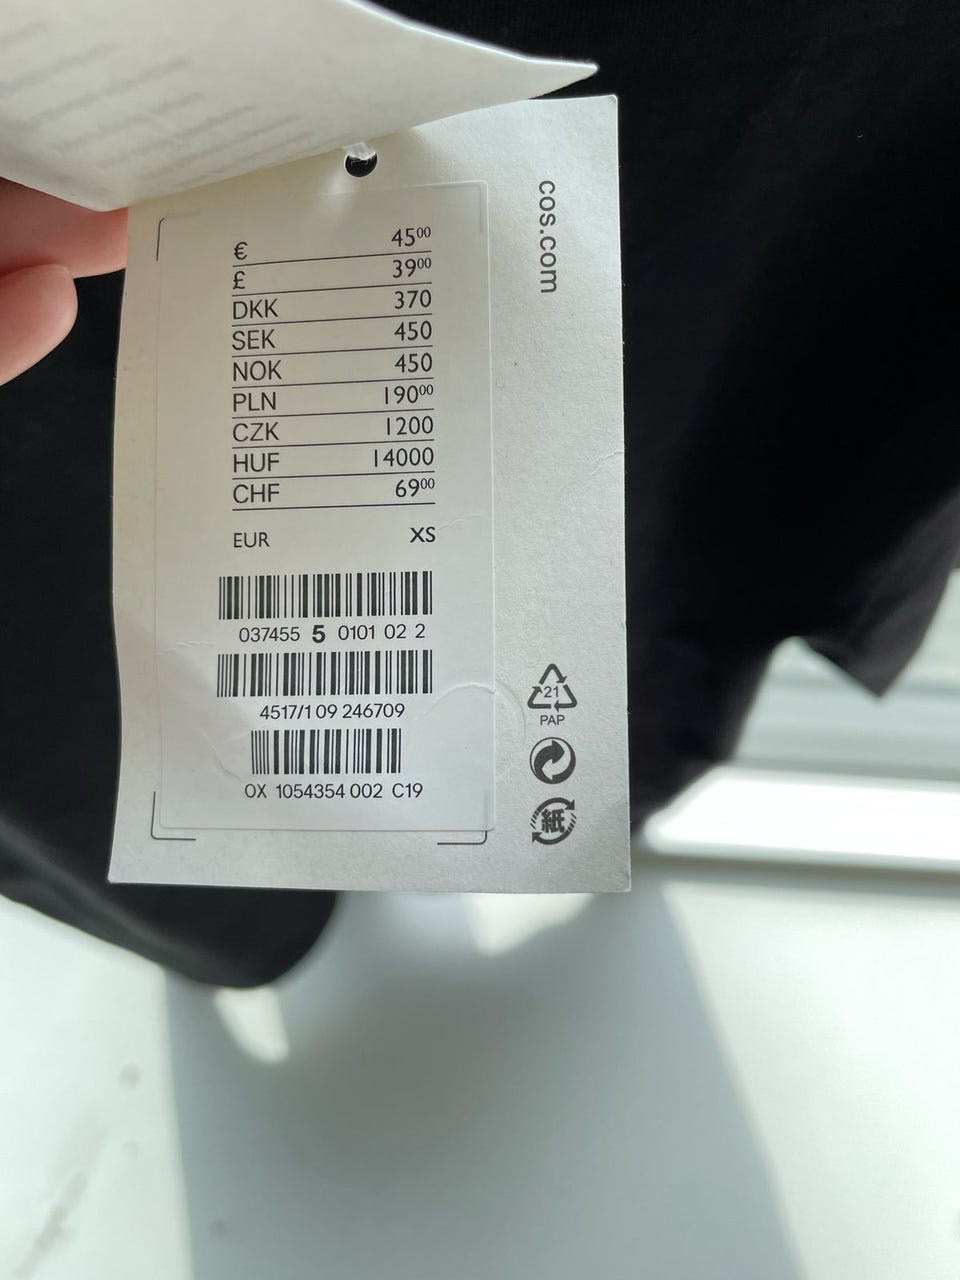 cos.com
€ 45⁰⁰
£ 39⁰⁰
DKK 370
SEK 450
NOK 450
PLN 190⁰⁰
CZK 1200
HUF 14000
CHF 69⁰⁰
EUR XS
037455 5 0101 02 2
4517/1 09 246709
OX 1054354 002 C19
21
PAP
紙